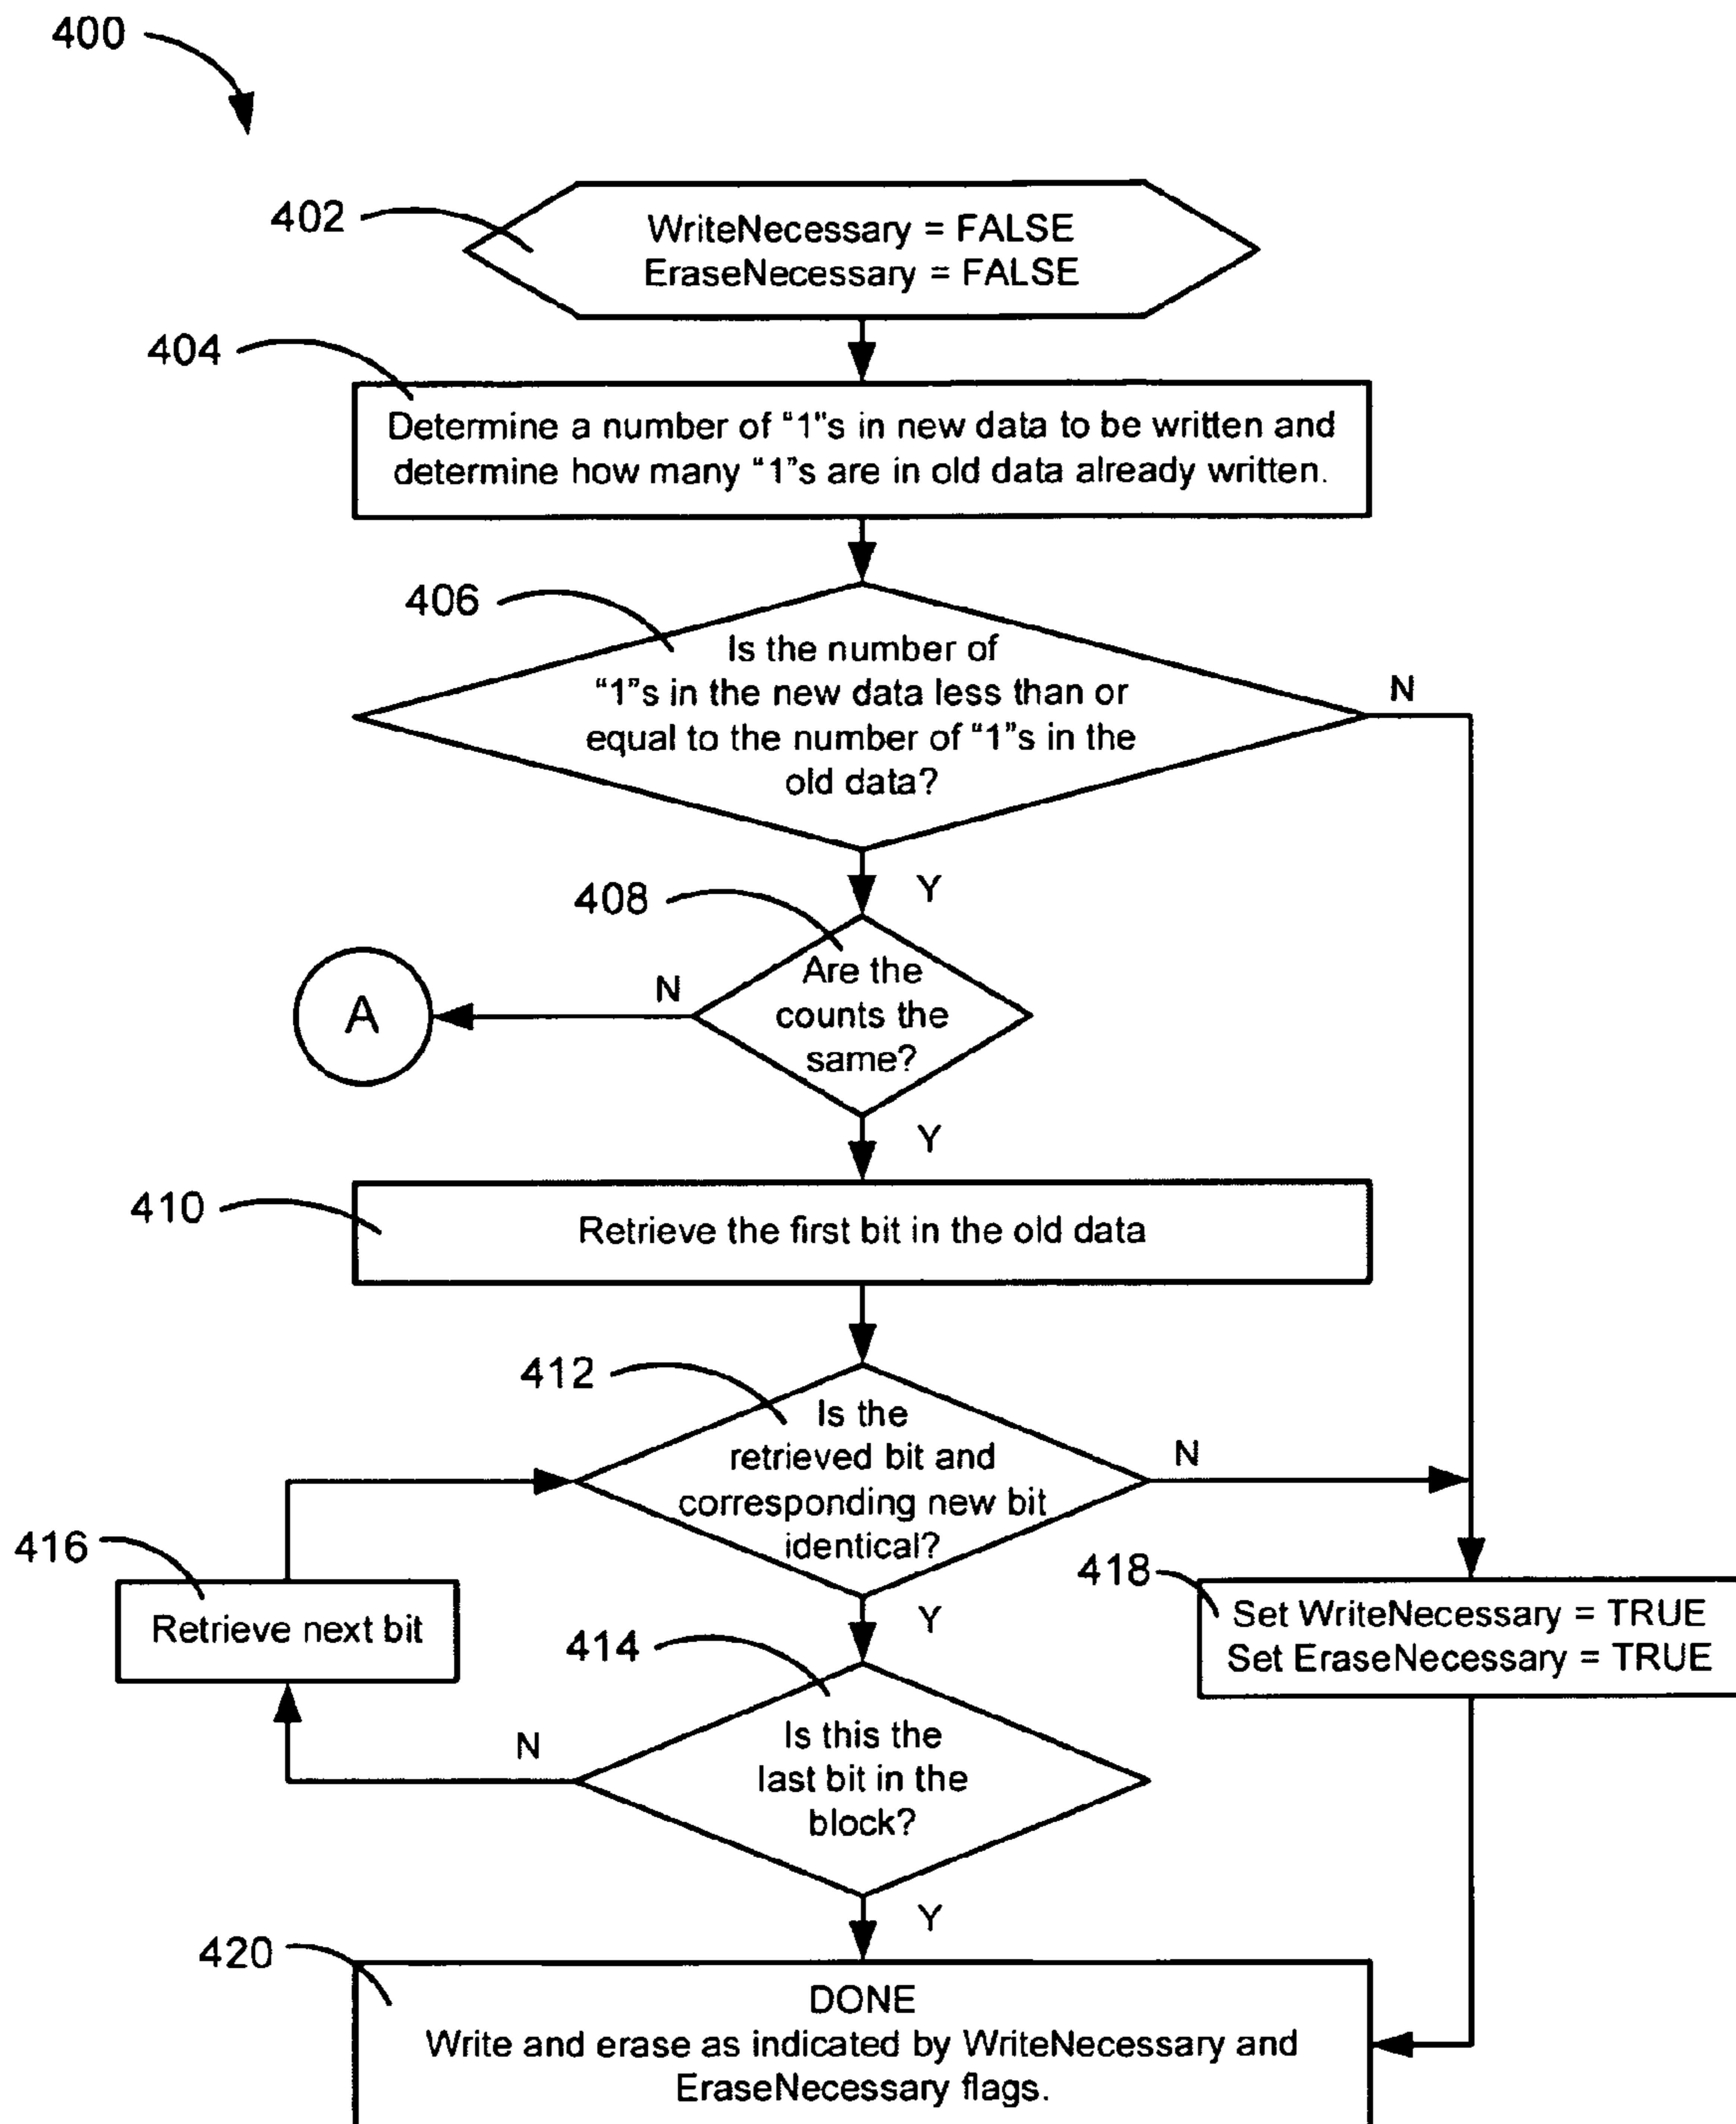 400
402
WriteNecessary = FALSE
EraseNecessary = FALSE
404
Determine a number of “1”s in new data to be written and
determine how many “1”s are in old data already written.
406
Is the number of
“1”s in the new data less than or
equal to the number of “1”s in the
old data?
N
Y
408
Are the
counts the
same?
N
A
Y
410
Retrieve the first bit in the old data
412
Is the
retrieved bit and
corresponding new bit
identical?
N
416
Retrieve next bit
418
Set WriteNecessary = TRUE
Set EraseNecessary = TRUE
Y
414
Is this the
last bit in the
block?
N
Y
420
DONE
Write and erase as indicated by WriteNecessary and
EraseNecessary flags.